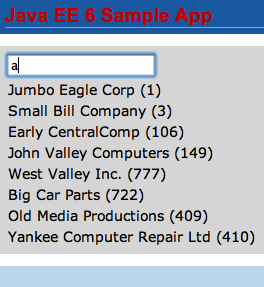 Java EE 6 Sample App
a
Jumbo Eagle Corp (1)
Small Bill Company (3)
Early CentralComp (106)
John Valley Computers (149)
West Valley Inc. (777)
Big Car Parts (722)
Old Media Productions (409)
Yankee Computer Repair Ltd (410)